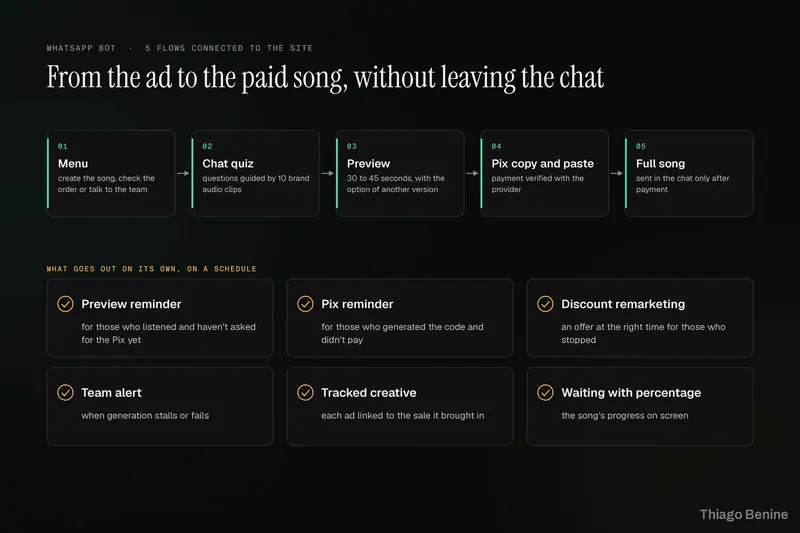 WHATSAPP BOT · 5 FLOWS CONNECTED TO THE SITE
From the ad to the paid song, without leaving the chat
01
Menu
create the song, check the
order or talk to the team
02
Chat quiz
questions guided by 10 brand
audio clips
03
Preview
30 to 45 seconds, with the
option of another version
04
Pix copy and paste
payment verified with the
provider
05
Full song
sent in the chat only after
payment
WHAT GOES OUT ON ITS OWN, ON A SCHEDULE
Preview reminder
for those who listened and haven't asked
for the Pix yet
Pix reminder
for those who generated the code and
didn't pay
Discount remarketing
an offer at the right time for those who
stopped
Team alert
when generation stalls or fails
Tracked creative
each ad linked to the sale it brought in
Waiting with percentage
the song's progress on screen
Thiago Benine